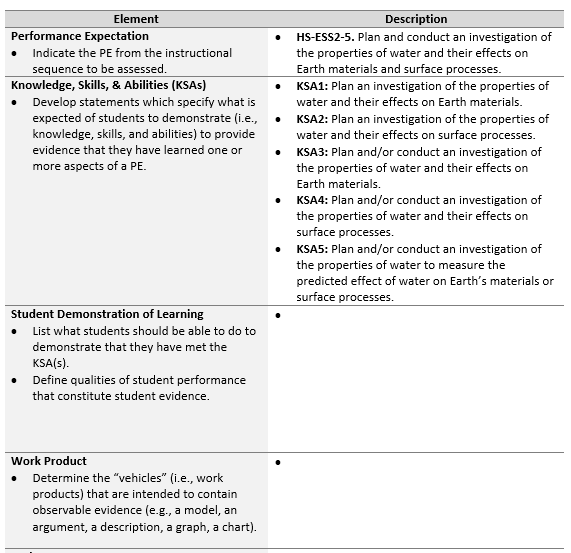 Element
Description
Performance Expectation
• Indicate the PE from the instructional
sequence to be assessed.
• HS-ESS2-5. Plan and conduct an investigation of
the properties of water and their effects on
Earth materials and surface processes.
Knowledge, Skills, & Abilities (KSAs)
• Develop statements which specify what is
expected of students to demonstrate (i.e.,
knowledge, skills, and abilities) to provide
evidence that they have learned one or
more aspects of a PE.
• KSA1: Plan an investigation of the properties of
water and their effects on Earth materials.
• KSA2: Plan an investigation of the properties of
water and their effects on surface processes.
• KSA3: Plan and/or conduct an investigation of
the properties of water and their effects on
Earth materials.
• KSA4: Plan and/or conduct an investigation of
the properties of water and their effects on
surface processes.
• KSA5: Plan and/or conduct an investigation of
the properties of water to measure the
predicted effect of water on Earth’s materials or
surface processes.
Student Demonstration of Learning
• List what students should be able to do to
demonstrate that they have met the
KSA(s).
• Define qualities of student performance
that constitute student evidence.
•
Work Product
• Determine the “vehicles” (i.e., work
products) that are intended to contain
observable evidence (e.g., a model, an
argument, a description, a graph, a chart).
•